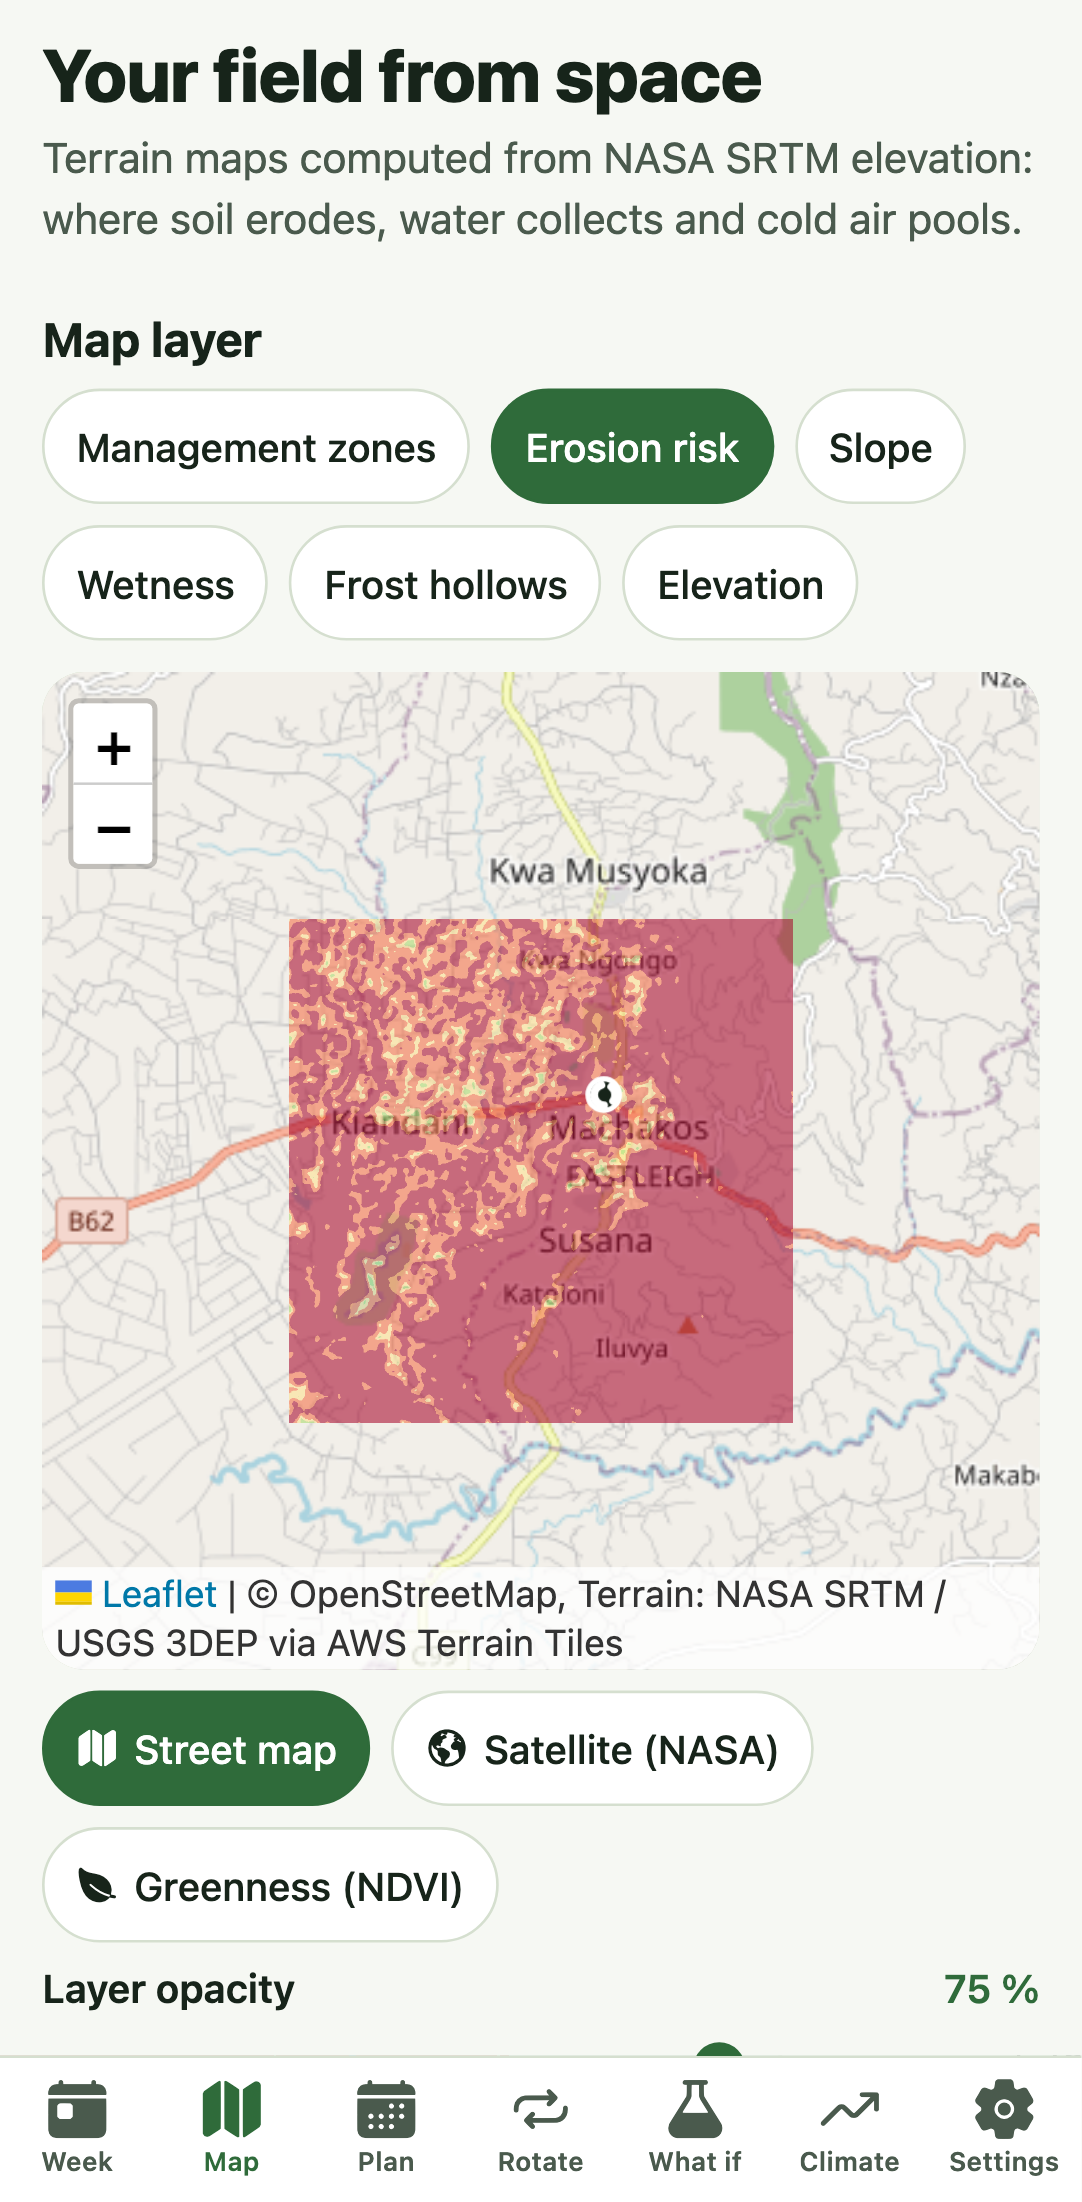 Your field from space
Terrain maps computed from NASA SRTM elevation:
where soil erodes, water collects and cold air pools.
Map layer
Management zones
Erosion risk
Slope
Wetness
Frost hollows
Elevation
+
−
Kwa Musyoka
Kwa Ngongo
Kiandani
Machakos
EASTLEIGH
B62
Susana
Kateloni
Iluvya
Leaflet | © OpenStreetMap, Terrain: NASA SRTM /
USGS 3DEP via AWS Terrain Tiles
Street map
Satellite (NASA)
Greenness (NDVI)
Layer opacity
75 %
Week
Map
Plan
Rotate
What if
Climate
Settings